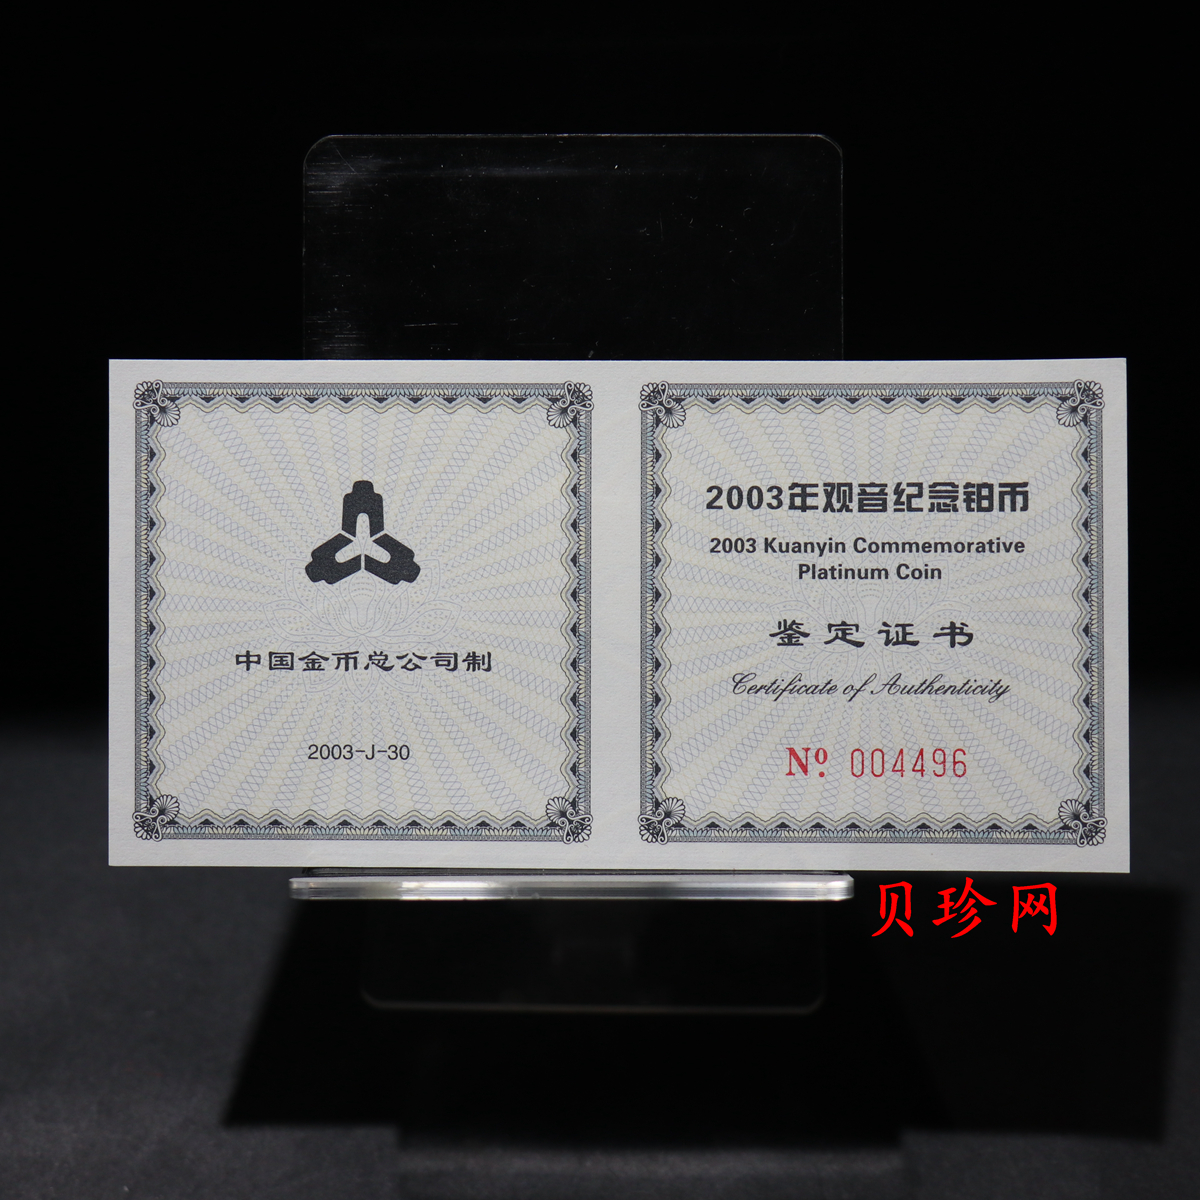 中国金币总公司制
2003-J-30
2003年观音纪念铂币
2003 Kuanyin Commemorative
Platinum Coin
鉴定证书
Certificate of Authenticity
Nº 004496
贝珍网